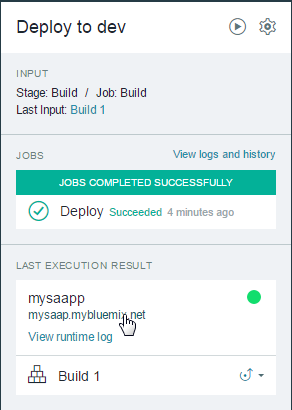 Deploy to dev
INPUT
Stage: Build / Job: Build
Last Input: Build 1
JOBS
View logs and history
JOBS COMPLETED SUCCESSFULLY
Deploy Succeeded 4 minutes ago
LAST EXECUTION RESULT
mysaapp
mysaap.mybluemix.net
View runtime log
Build 1